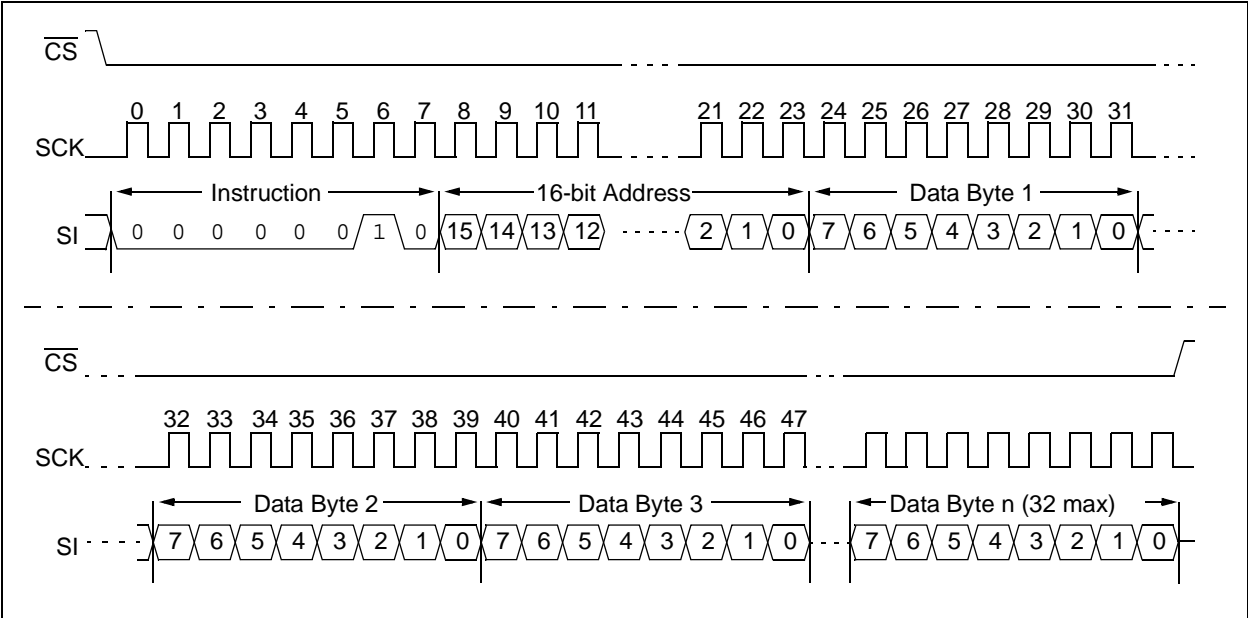 CS
0 1 2 3 4 5 6 7 8 9 10 11 21 22 23 24 25 26 27 28 29 30 31
SCK
Instruction 16-bit Address Data Byte 1
SI 0 0 0 0 0 0 1 0 15 14 13 12 2 1 0 7 6 5 4 3 2 1 0
CS
32 33 34 35 36 37 38 39 40 41 42 43 44 45 46 47
SCK
Data Byte 2 Data Byte 3 Data Byte n (32 max)
SI 7 6 5 4 3 2 1 0 7 6 5 4 3 2 1 0 7 6 5 4 3 2 1 0